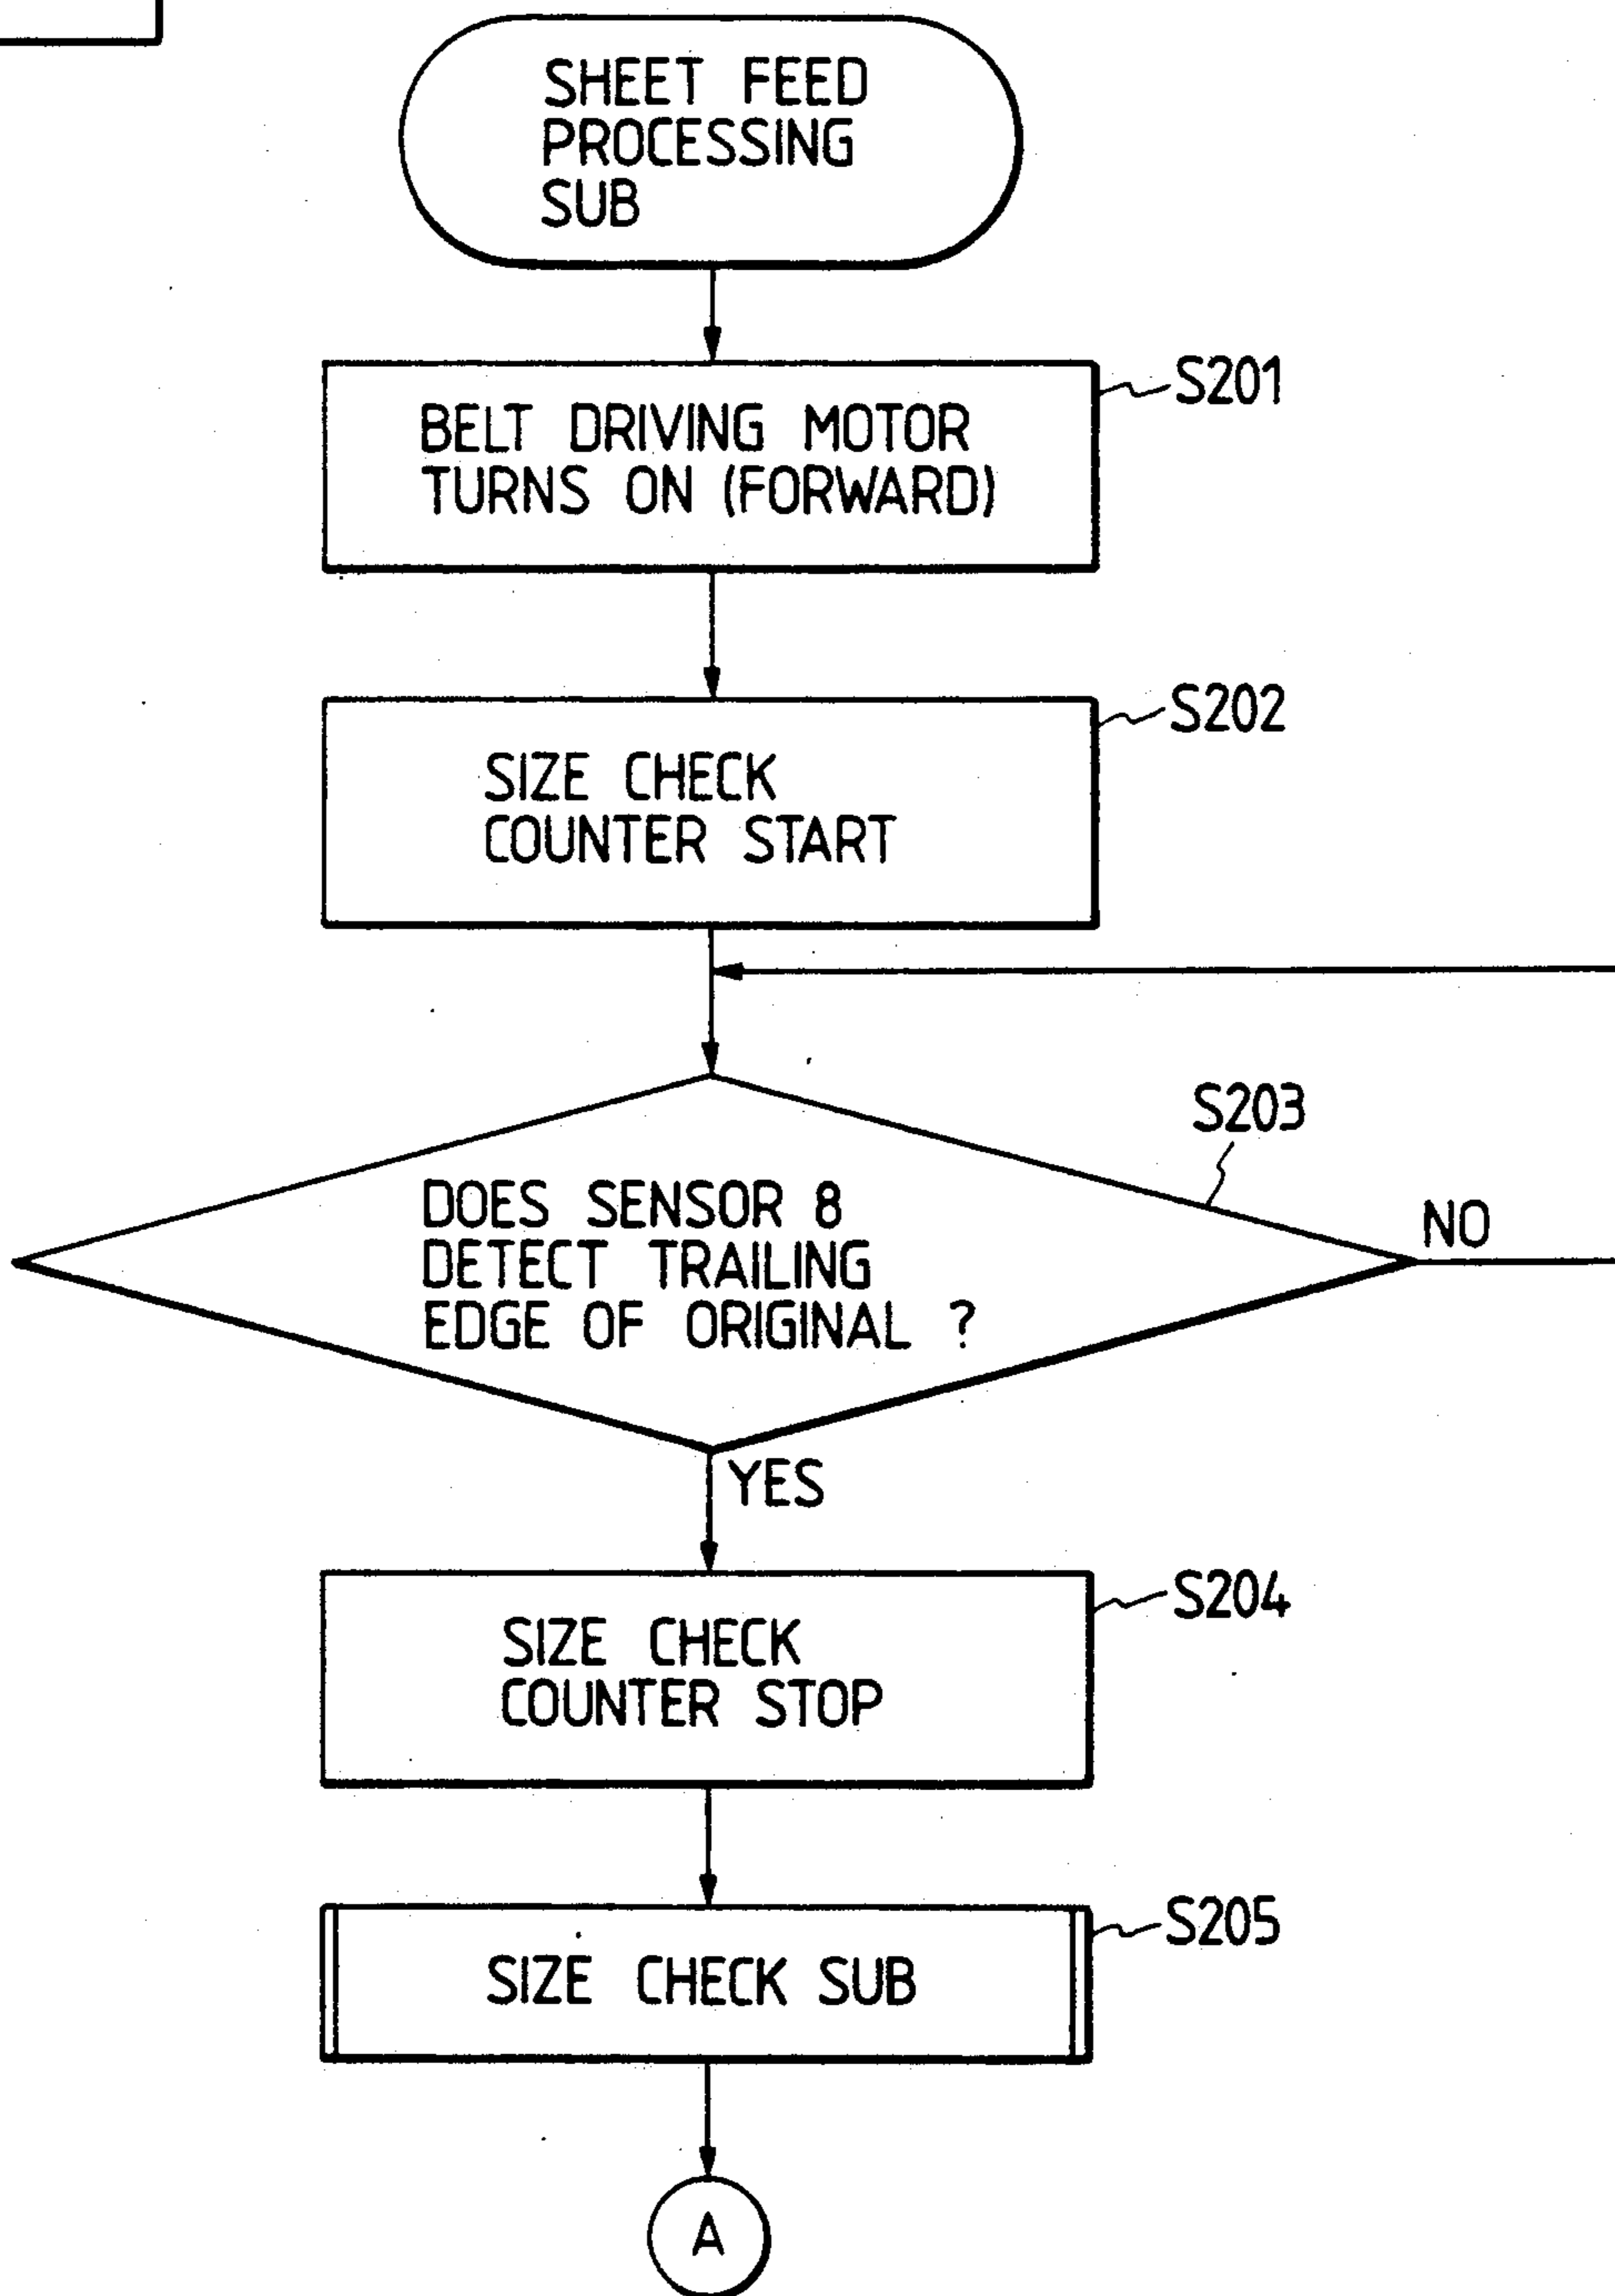 SHEET FEED
PROCESSING
SUB
S201
BELT DRIVING MOTOR
TURNS ON (FORWARD)
S202
SIZE CHECK
COUNTER START
S203
DOES SENSOR 8
DETECT TRAILING
EDGE OF ORIGINAL ?
NO
YES
S204
SIZE CHECK
COUNTER STOP
S205
SIZE CHECK SUB
A